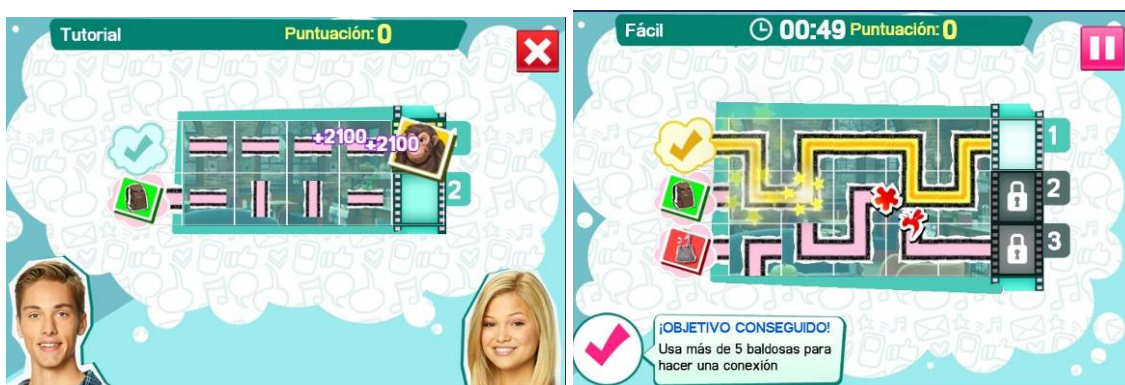 Tutorial
Puntuación: 0
+2100
+2100
2
Fácil
00:49 Puntuación: 0
1
2
3
¡OBJETIVO CONSEGUIDO!
Usa más de 5 baldosas para
hacer una conexión